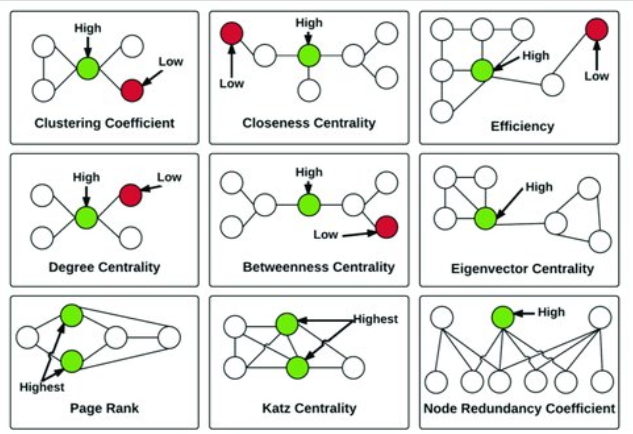 High
Low
Clustering Coefficient
High
Low
Closeness Centrality
High
Low
Efficiency
High
Low
Degree Centrality
High
Low
Betweenness Centrality
High
Eigenvector Centrality
Highest
Page Rank
Highest
Katz Centrality
High
Node Redundancy Coefficient